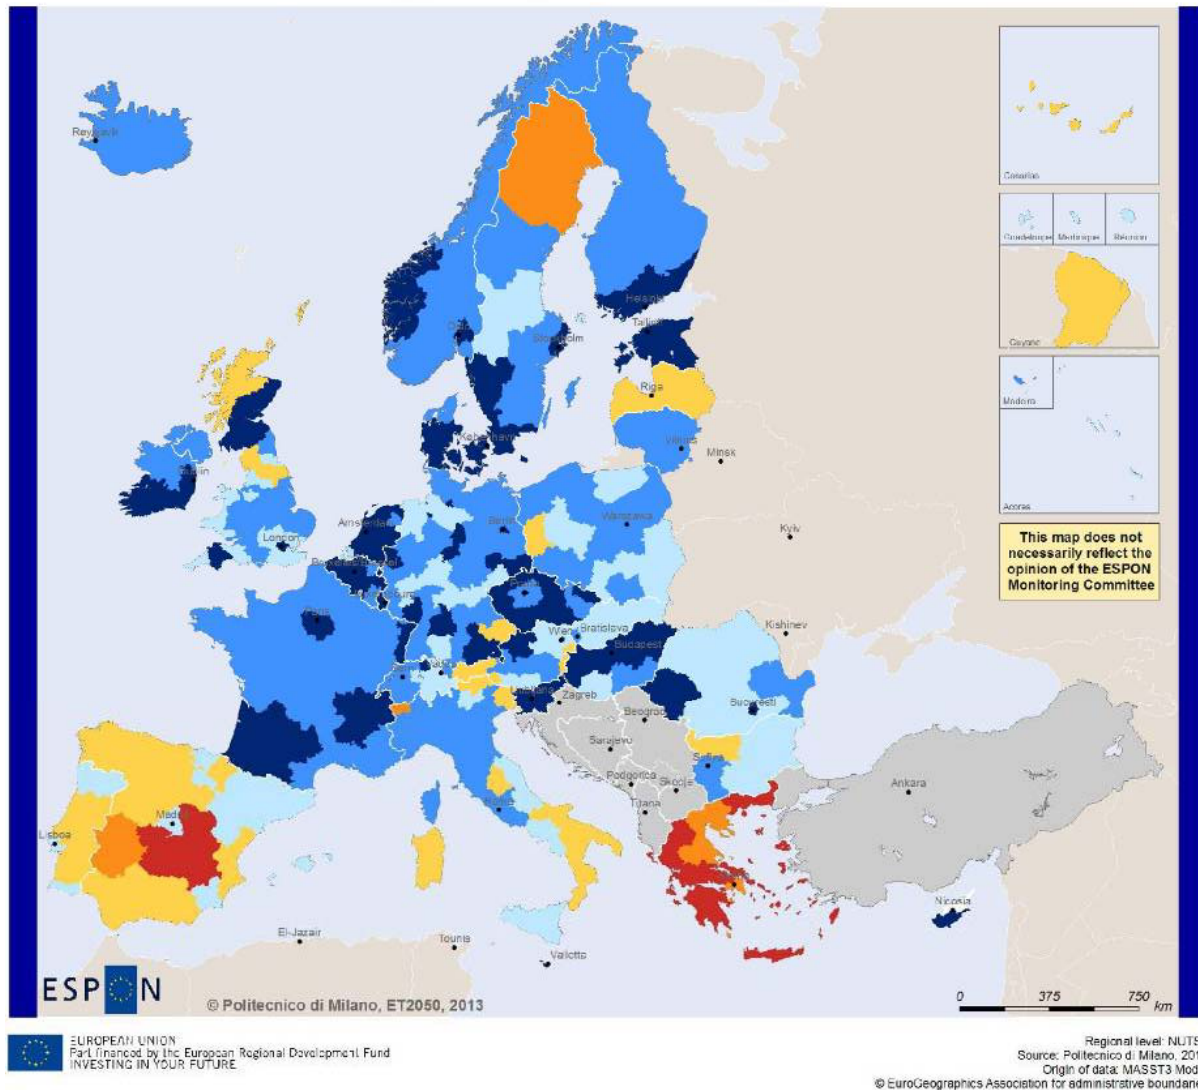 Reykjavik
Canarias
Guadeloupe
Martinique
Réunion
Guyane
Madeira
Acores
This map does not
necessarily reflect the
opinion of the ESPON
Monitoring Committee
Helsinki
Tallinn
Oslo
Stockholm
Riga
København
Vilnius
Minsk
Dublin
Amsterdam
Berlin
Warszawa
London
Kyiv
Paris
Praha
Wien
Bratislava
Kishinev
Budapest
Ljubljana
Zagreb
Beograd
Bucuresti
Sarajevo
Sofiya
Podgorica
Skopje
Ankara
Roma
Tirana
Madrid
Lisboa
Nicosia
El-Jazair
Tounis
Valletta
ESPON
© Politecnico di Milano, ET2050, 2013
0 375 750
km
EUROPEAN UNION
Part financed by the European Regional Development Fund
INVESTING IN YOUR FUTURE
Regional level: NUTS
Source: Politecnico di Milano, 201
Origin of data: MASST3 Mod
© EuroGeographics Association for administrative boundari